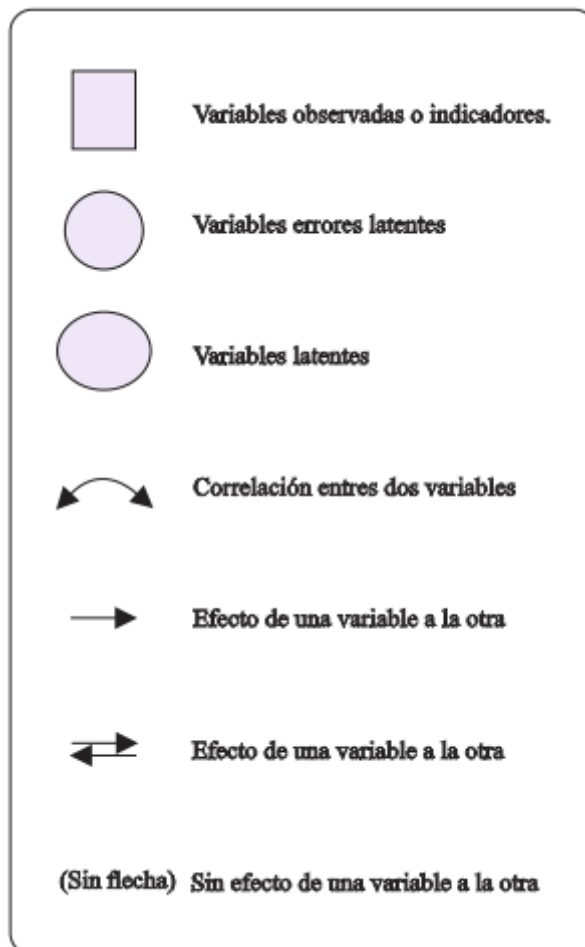 Variables observadas o indicadores.
Variables errores latentes
Variables latentes
Correlación entres dos variables
Efecto de una variable a la otra
Efecto de una variable a la otra
(Sin flecha) Sin efecto de una variable a la otra